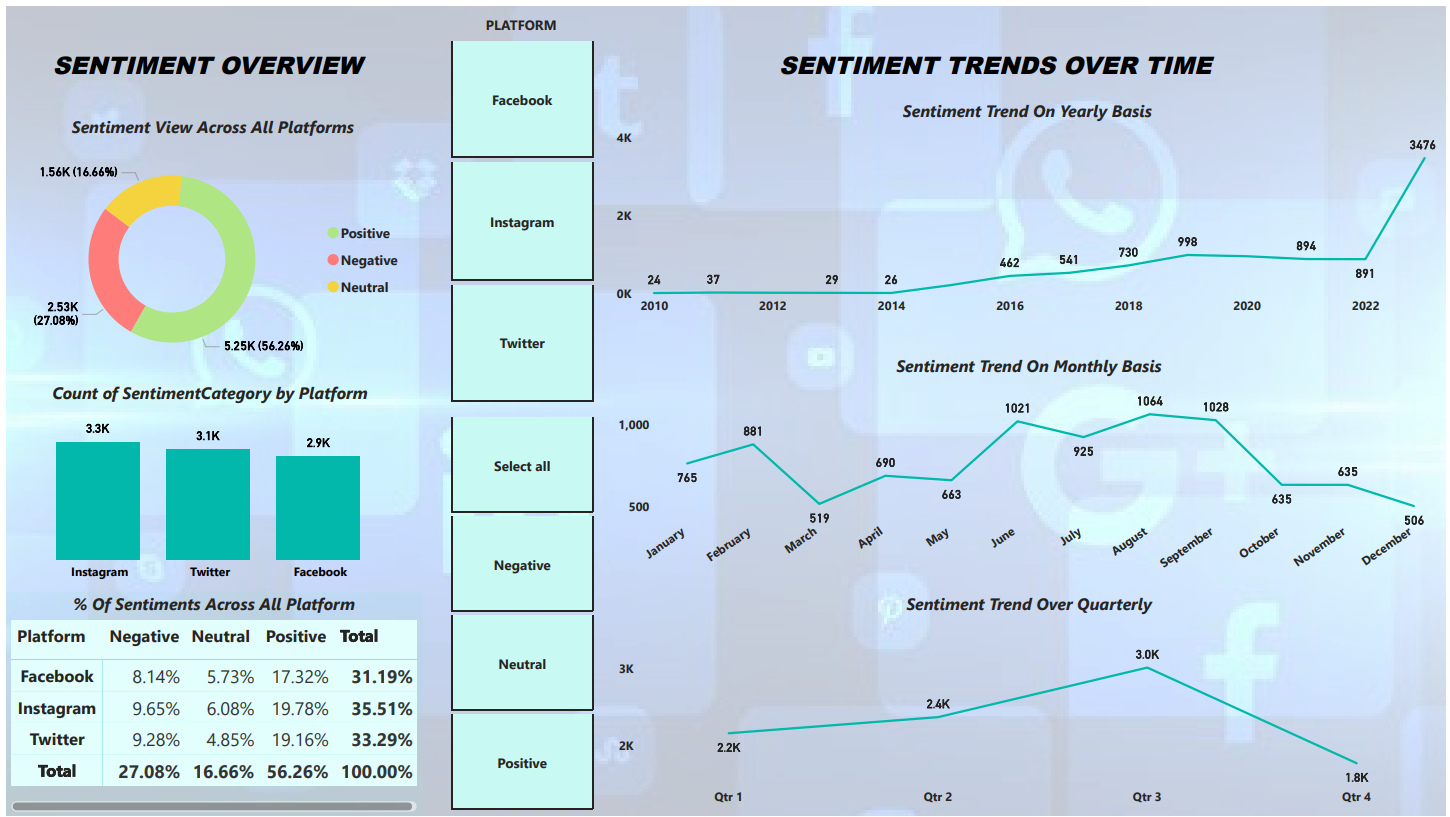 SENTIMENT OVERVIEW
Sentiment View Across All Platforms
1.56K (16.66%)
2.53K
(27.08%)
5.25K (56.26%)
Positive
Negative
Neutral
Count of SentimentCategory by Platform
3.3K
3.1K
2.9K
Instagram
Twitter
Facebook
% Of Sentiments Across All Platform
Platform Negative Neutral Positive Total
Facebook 8.14% 5.73% 17.32% 31.19%
Instagram 9.65% 6.08% 19.78% 35.51%
Twitter 9.28% 4.85% 19.16% 33.29%
Total 27.08% 16.66% 56.26% 100.00%
PLATFORM
Facebook
Instagram
Twitter
Select all
Negative
Neutral
Positive
SENTIMENT TRENDS OVER TIME
Sentiment Trend On Yearly Basis
4K
2K
0K
24
37
29
26
462
541
730
998
894
891
3476
2010 2012 2014 2016 2018 2020 2022
Sentiment Trend On Monthly Basis
1,000
500
765
881
519
690
663
1021
925
1064
1028
635
635
506
January February March April May June July August September October November December
Sentiment Trend Over Quarterly
3K
2K
2.2K
2.4K
3.0K
1.8K
Qtr 1 Qtr 2 Qtr 3 Qtr 4